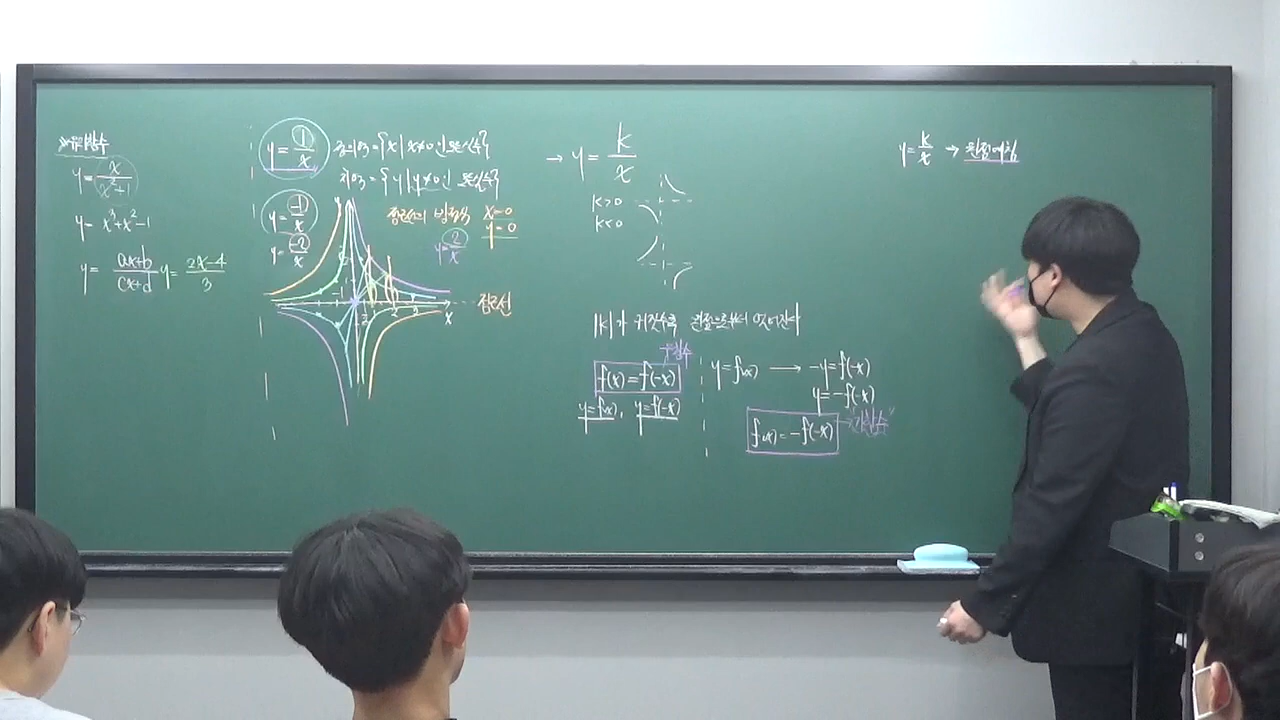 ※유리함수
y = x/(x²+1)
y = x³+x²-1
y = (ax+b)/(cx+d) y = (2x-4)/3
y = 1/x 정의역 = {x | x≠0인 모든 실수}
치역 = {y | y≠0인 모든 실수}
y = -1/x
점근선의 방정식 x=0
y=0
y = -2/x
y = 2/x
점근선
x
→ y = k/x
k>0
k<0
|k|가 커질수록 원점으로부터 멀어진다
우함수
f(x) = f(-x)
y=f(x), y=f(-x)
y=f(x) → -y=f(-x)
y=-f(-x)
f(x)=-f(-x) → "기함수"
y = k/x → 원점대칭